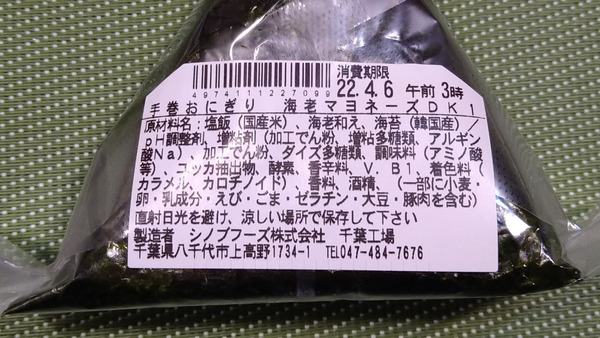 消費期限
4974111227099
22.4.6 午前3時
手巻おにぎり 海老マヨネーズDK1
原材料名:塩飯(国産米)、海老和え、海苔(韓国産)
pH調整剤、増粘剤(加工でん粉、増粘多糖類、アルギン
酸Na)、加工でん粉、ダイズ多糖類、調味料(アミノ酸
等)、ユッカ抽出物、酵素、香辛料、V.B1、着色料(
カラメル、カロチノイド)、香料、酒精、(一部に小麦・
卵・乳成分・えび・ごま・ゼラチン・大豆・豚肉を含む)
直射日光を避け、涼しい場所で保存して下さい
製造者 シノブフーズ株式会社 千葉工場
千葉県八千代市上高野1734-1 TEL047-484-7676